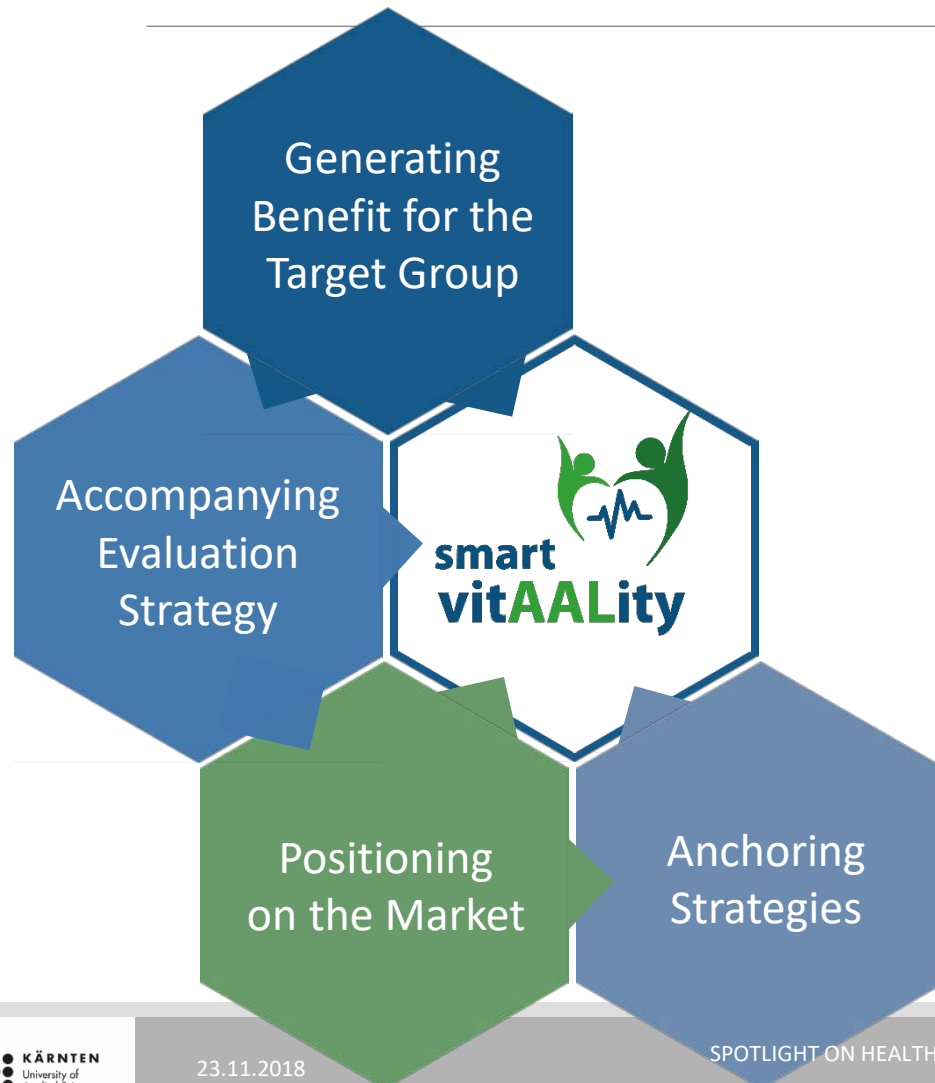 Generating
Benefit for the
Target Group
Accompanying
Evaluation
Strategy
smart
vitAALity
Positioning
on the Market
Anchoring
Strategies
KÄRNTEN
University of
23.11.2018
SPOTLIGHT ON HEALTH